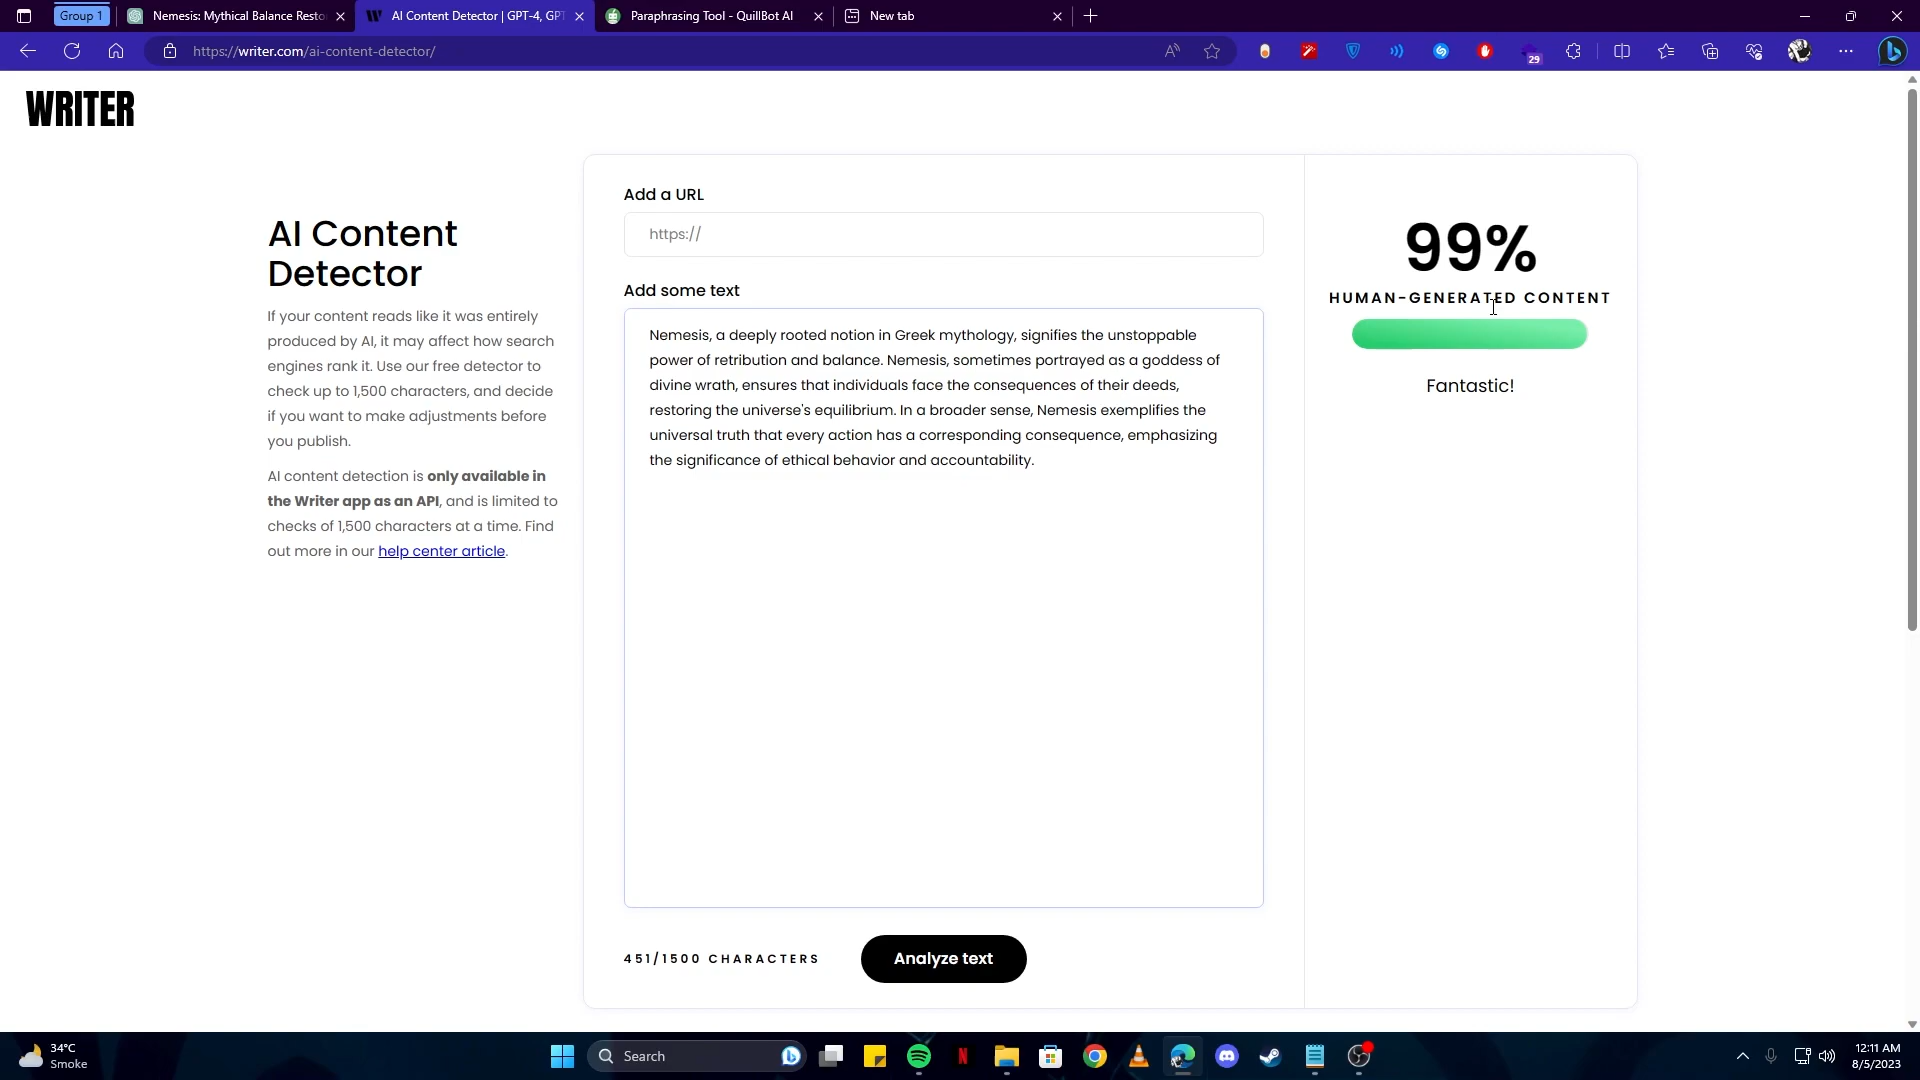 Group 1
Nemesis: Mythical Balance Resto
AI Content Detector | GPT-4, GPT
Paraphrasing Tool - QuillBot AI
New tab
https://writer.com/ai-content-detector/
29
WRITER
AI Content
Detector
If your content reads like it was entirely
produced by AI, it may affect how search
engines rank it. Use our free detector to
check up to 1,500 characters, and decide
if you want to make adjustments before
you publish.
AI content detection is only available in
the Writer app as an API, and is limited to
checks of 1,500 characters at a time. Find
out more in our help center article.
Add a URL
https://
Add some text
Nemesis, a deeply rooted notion in Greek mythology, signifies the unstoppable
power of retribution and balance. Nemesis, sometimes portrayed as a goddess of
divine wrath, ensures that individuals face the consequences of their deeds,
restoring the universe's equilibrium. In a broader sense, Nemesis exemplifies the
universal truth that every action has a corresponding consequence, emphasizing
the significance of ethical behavior and accountability.
451/1500 CHARACTERS
Analyze text
99%
HUMAN-GENERATED CONTENT
Fantastic!
34°C
Smoke
Search
12:11 AM
8/5/2023